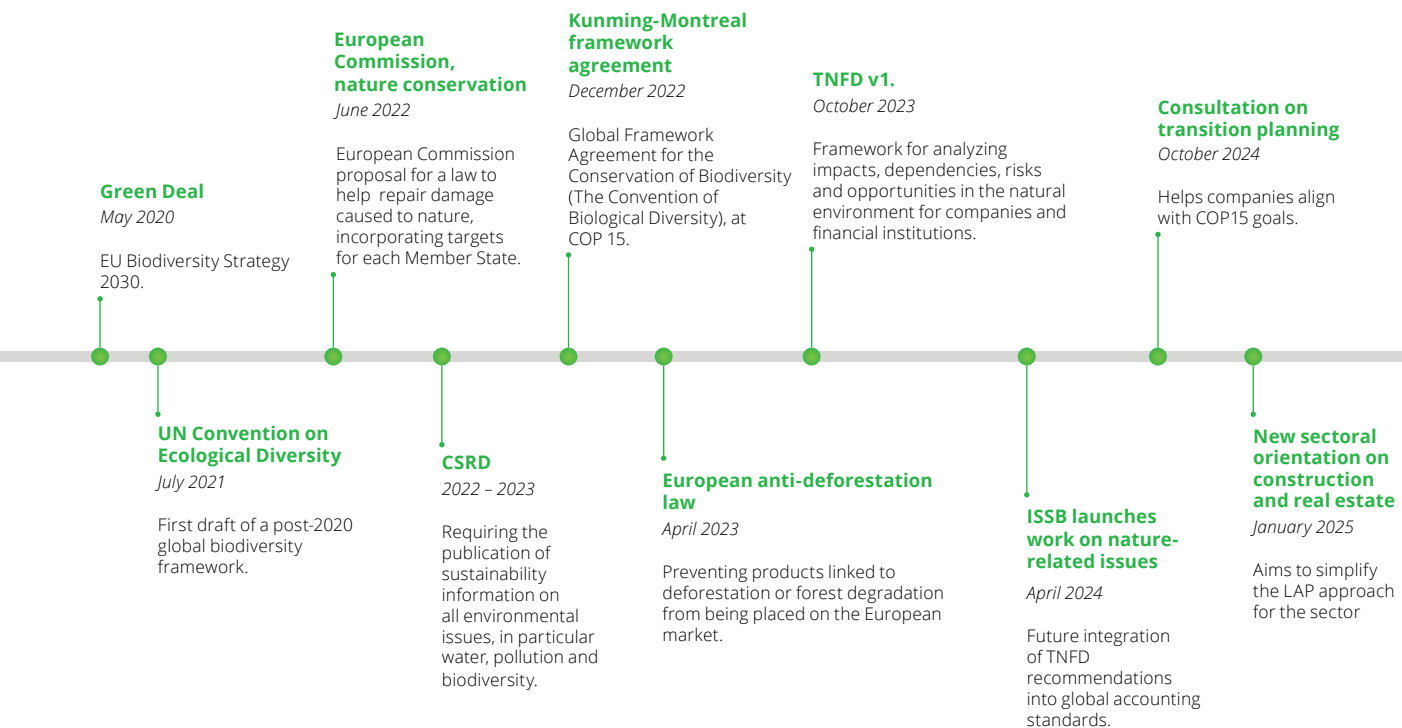 Green Deal
May 2020
EU Biodiversity Strategy
2030.
UN Convention on
Ecological Diversity
July 2021
First draft of a post-2020
global biodiversity
framework.
European
Commission,
nature conservation
June 2022
European Commission
proposal for a law to
help repair damage
caused to nature,
incorporating targets
for each Member State.
CSRD
2022 – 2023
Requiring the
publication of
sustainability
information on
all environmental
issues, in particular
water, pollution and
biodiversity.
Kunming-Montreal
framework
agreement
December 2022
Global Framework
Agreement for the
Conservation of Biodiversity
(The Convention of
Biological Diversity), at
COP 15.
European anti-deforestation
law
April 2023
Preventing products linked to
deforestation or forest degradation
from being placed on the European
market.
TNFD v1.
October 2023
Framework for analyzing
impacts, dependencies, risks
and opportunities in the natural
environment for companies and
financial institutions.
ISSB launches
work on nature-
related issues
April 2024
Future integration
of TNFD
recommendations
into global accounting
standards.
Consultation on
transition planning
October 2024
Helps companies align
with COP15 goals.
New sectoral
orientation on
construction
and real estate
January 2025
Aims to simplify
the LAP approach
for the sector